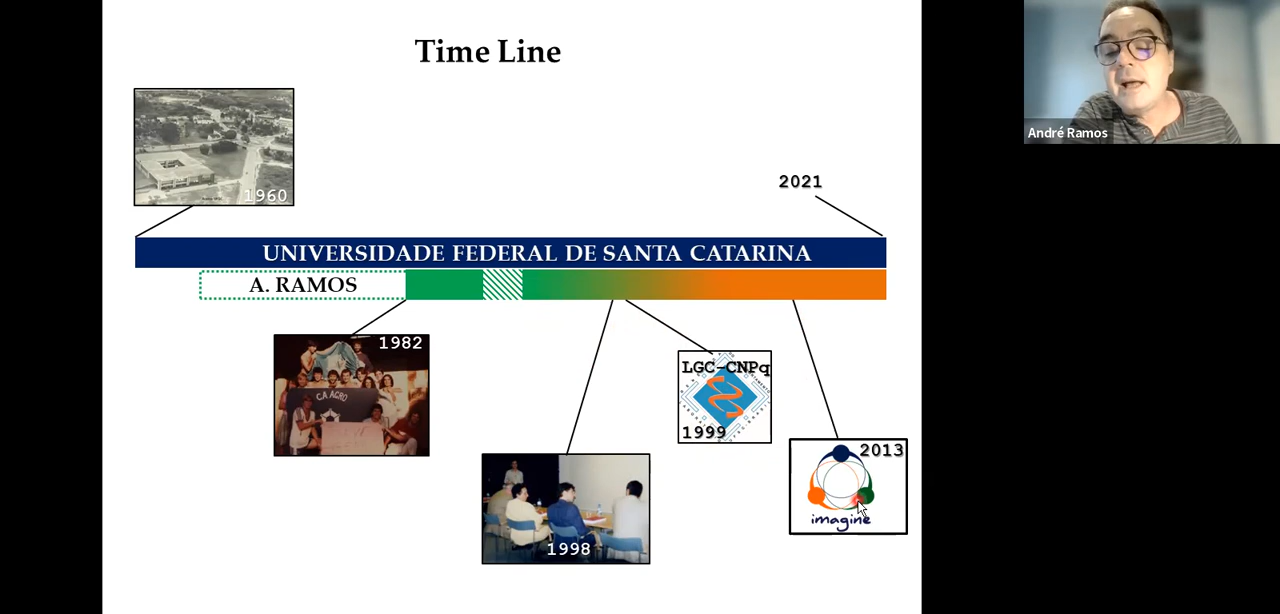 Time Line
1960
2021
UNIVERSIDADE FEDERAL DE SANTA CATARINA
A. RAMOS
1982
CA AGRO
LGC-CNPq
1999
2013
imagine
1998
André Ramos